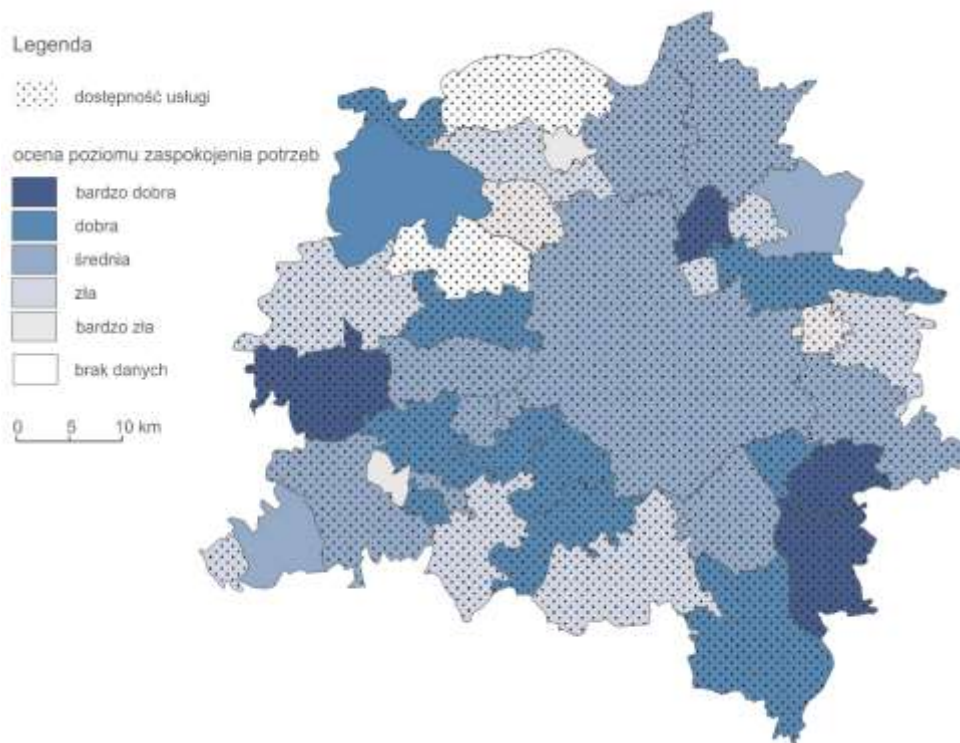 Legenda
dostępność usługi
ocena poziomu zaspokojenia potrzeb
bardzo dobra
dobra
średnia
zła
bardzo zła
brak danych
0 5 10 km